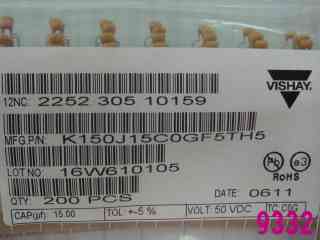 VISHAY
12NC: 2252 305 10159
MFG.P/N: K150J15C0GF5TH5
LOT NO: 16W610105
Pb e3
RoHS
QTY: 200 PCS
DATE: 0611
CAP(µf) 15.00 TOL +-5 % VOLT: 50 VDC TC C0G
9332